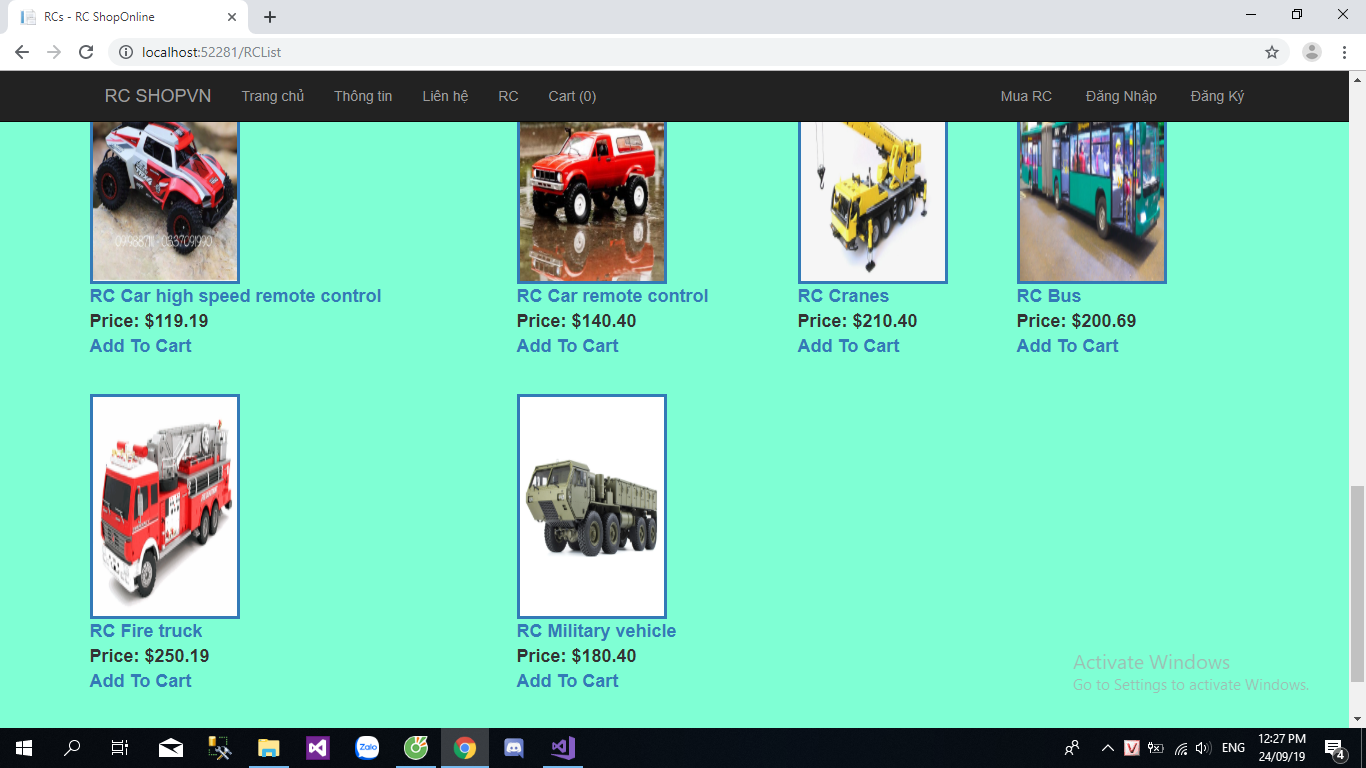 RCs - RC ShopOnline
localhost:52281/RCList
RC SHOPVN Trang chủ Thông tin Liên hệ RC Cart (0) Mua RC Đăng Nhập Đăng Ký
RC Car high speed remote control
Price: $119.19
Add To Cart
RC Car remote control
Price: $140.40
Add To Cart
RC Cranes
Price: $210.40
Add To Cart
RC Bus
Price: $200.69
Add To Cart
RC Fire truck
Price: $250.19
Add To Cart
RC Military vehicle
Price: $180.40
Add To Cart
Activate Windows
Go to Settings to activate Windows.
Zalo
V
ENG
12:27 PM
24/09/19
4